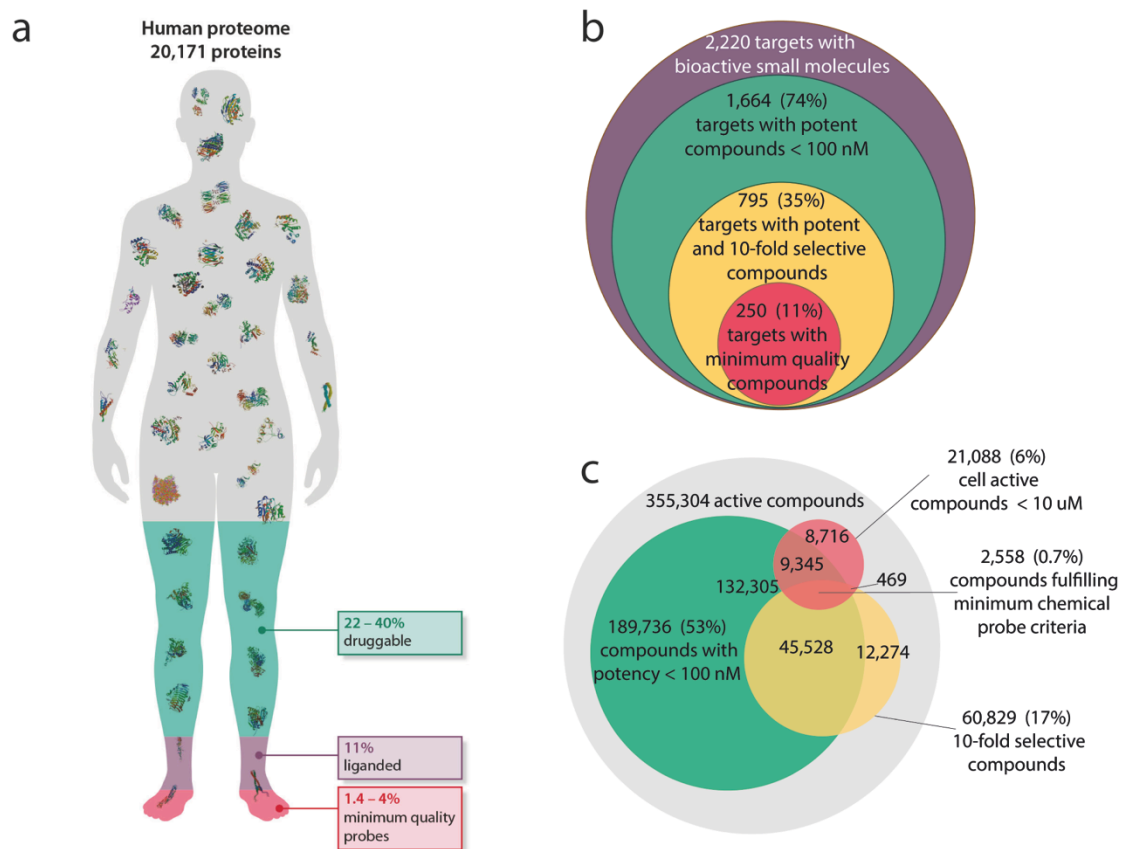 a
Human proteome
20,171 proteins
22 – 40%
druggable
11%
liganded
1.4 – 4%
minimum quality
probes
b
2,220 targets with
bioactive small molecules
1,664 (74%)
targets with potent
compounds < 100 nM
795 (35%)
targets with potent
and 10-fold selective
compounds
250 (11%)
targets with
minimum quality
compounds
c
355,304 active compounds
21,088 (6%)
cell active
compounds < 10 uM
8,716
9,345
132,305
469
2,558 (0.7%)
compounds fulfilling
minimum chemical
probe criteria
189,736 (53%)
compounds with
potency < 100 nM
45,528
12,274
60,829 (17%)
10-fold selective
compounds